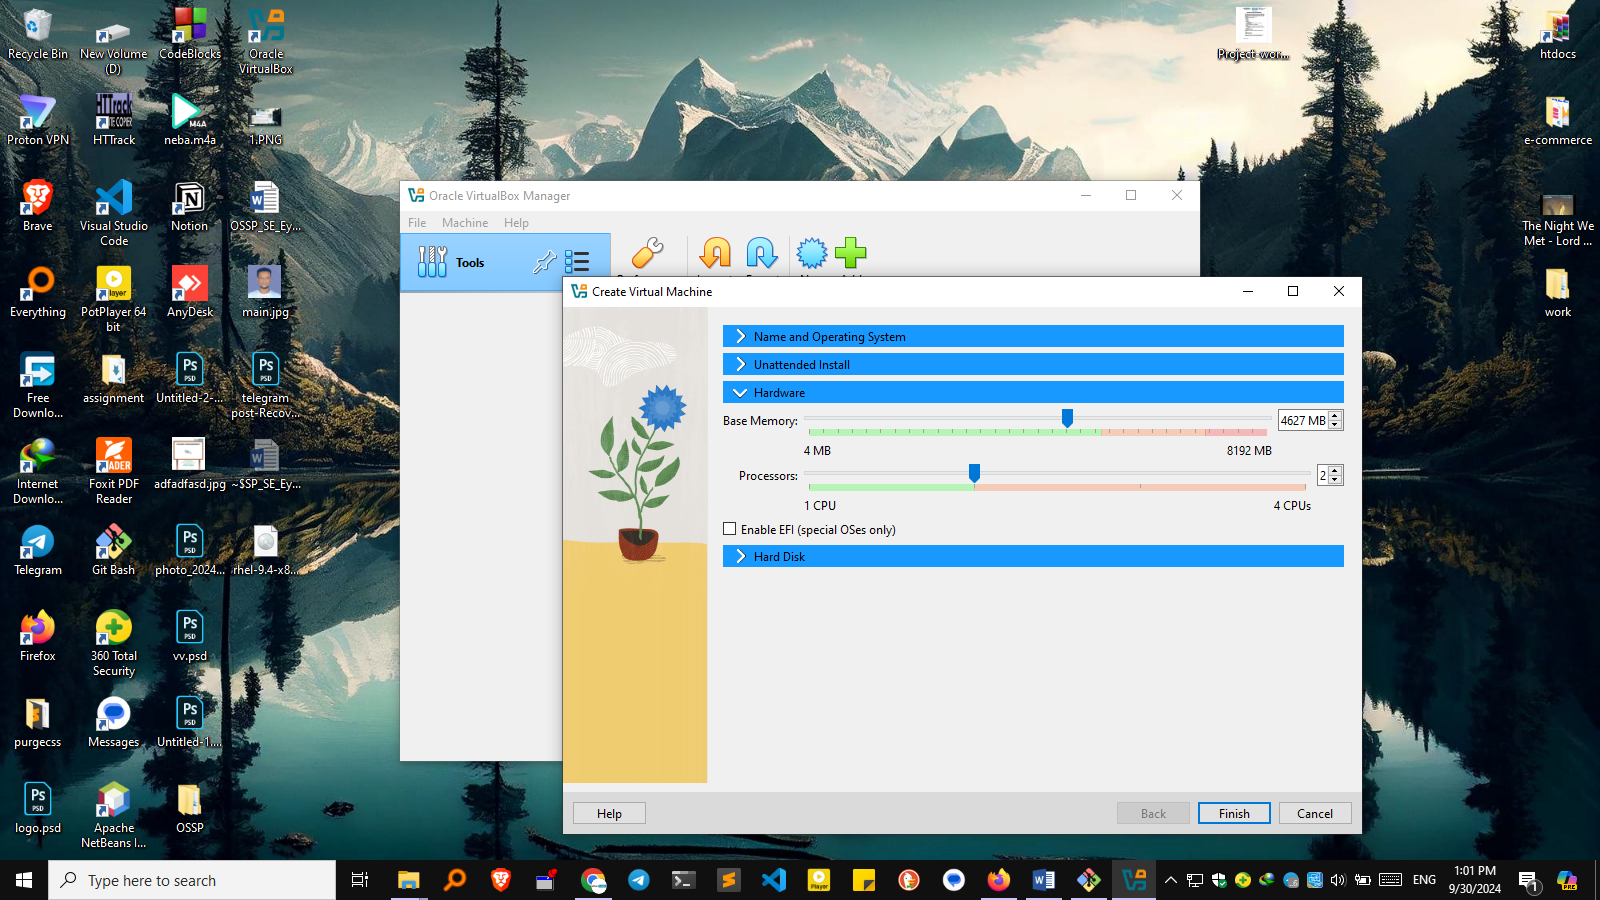 Recycle Bin
New Volume
(D)
CodeBlocks
Oracle
VirtualBox
Proton VPN
HTTrack
neba.m4a
1.PNG
Brave
Visual Studio
Code
Notion
OSSP_SE_Ey...
Everything
PotPlayer 64
bit
AnyDesk
main.jpg
Free
Downlo...
assignment
Untitled-2-...
telegram
post-Recov...
Internet
Downlo...
Foxit PDF
Reader
adfadfasd.jpg
~$SP_SE_Ey...
Telegram
Git Bash
photo_2024...
rhel-9.4-x8...
Firefox
360 Total
Security
vv.psd
purgecss
Messages
Untitled-1....
logo.psd
Apache
NetBeans I...
OSSP
Project-wor...
htdocs
e-commerce
The Night We
Met - Lord ...
work
Oracle VirtualBox Manager
File Machine Help
Tools
Create Virtual Machine
Name and Operating System
Unattended Install
Hardware
Base Memory:
4627 MB
4 MB
8192 MB
Processors:
2
1 CPU
4 CPUs
Enable EFI (special OSes only)
Hard Disk
Help
Back
Finish
Cancel
Type here to search
ENG
1:01 PM
9/30/2024
1